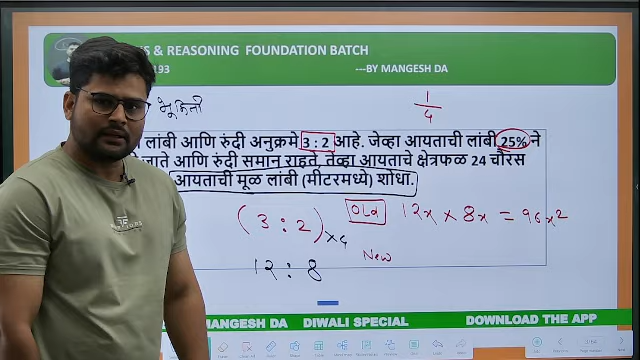 & REASONING FOUNDATION BATCH
193 ---BY MANGESH DA
भूमिती
1/4
लांबी आणि रुंदी अनुक्रमे 3 : 2 आहे. जेव्हा आयताची लांबी 25% ने
जाते आणि रुंदी समान राहते, तेव्हा आयताचे क्षेत्रफळ 24 चौरस
आयताची मूळ लांबी (मीटरमध्ये) शोधा.
(3 : 2)×4 Old 12x × 8x = 96x²
12 : 8 New
MANGESH DA DIWALI SPECIAL DOWNLOAD THE APP